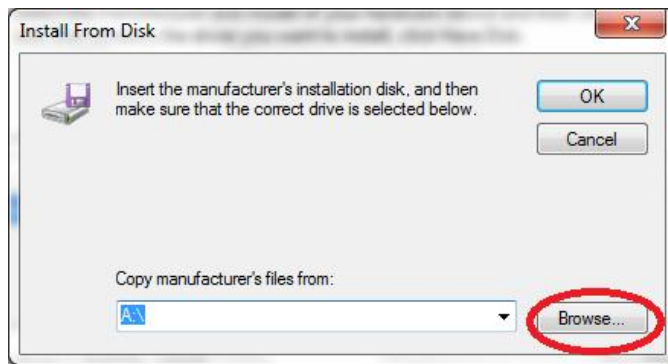 Install From Disk
Insert the manufacturer's installation disk, and then
make sure that the correct drive is selected below.
OK
Cancel
Copy manufacturer's files from:
A:\
Browse...